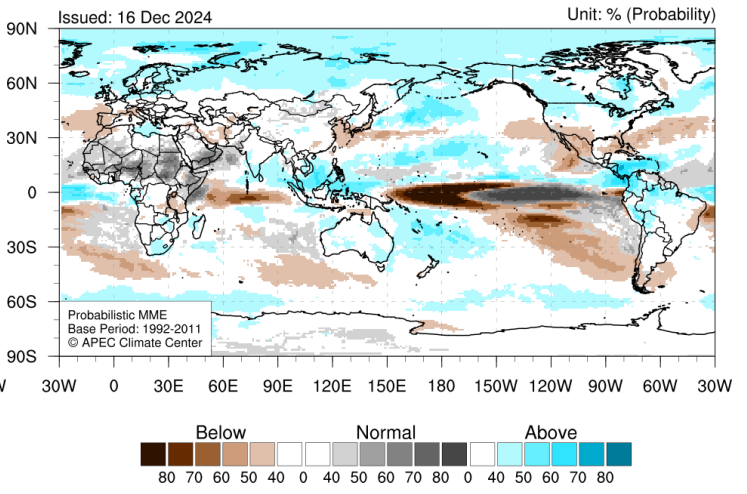 Issued: 16 Dec 2024
Unit: % (Probability)
90N
60N
30N
0
30S
60S
90S
Probabilistic MME
Base Period: 1992-2011
© APEC Climate Center
W 30W 0 30E 60E 90E 120E 150E 180 150W 120W 90W 60W 30W
Below Normal Above
80 70 60 50 40 0 40 50 60 70 80 0 40 50 60 70 80